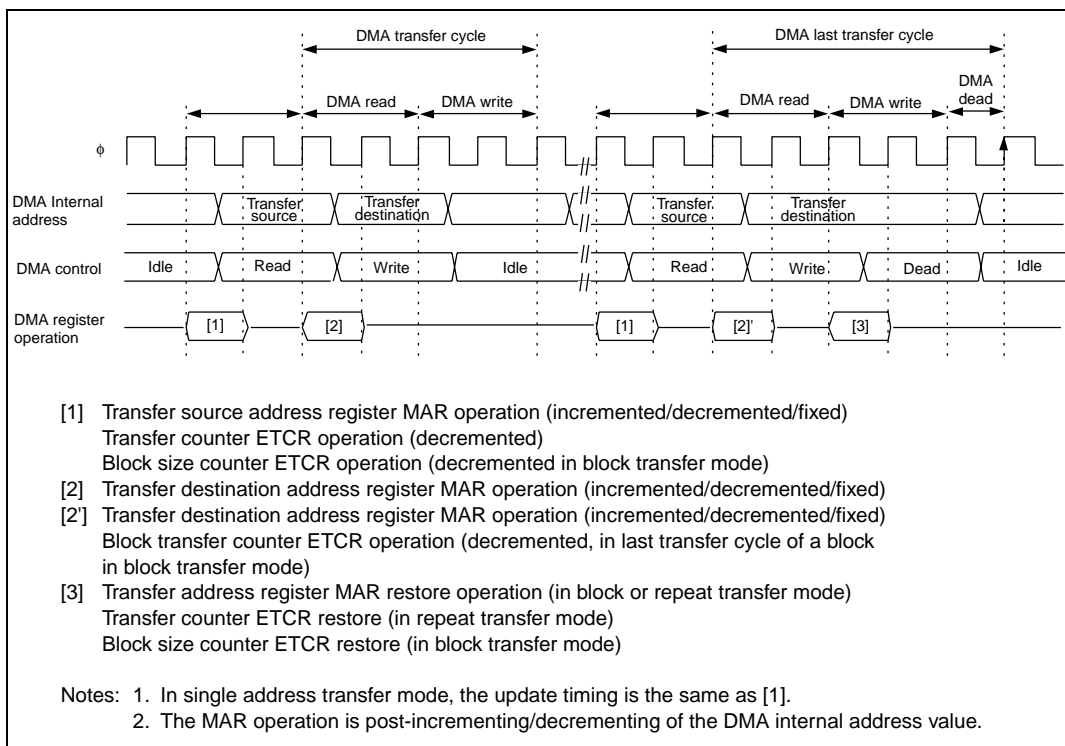 DMA transfer cycle
DMA last transfer cycle
DMA read
DMA write
DMA read
DMA write
DMA
dead
φ
DMA Internal
address
Transfer
source
Transfer
destination
Transfer
source
Transfer
destination
DMA control
Idle
Read
Write
Idle
Read
Write
Dead
Idle
DMA register
operation
[1]
[2]
[1]
[2]'
[3]
[1] Transfer source address register MAR operation (incremented/decremented/fixed)
Transfer counter ETCR operation (decremented)
Block size counter ETCR operation (decremented in block transfer mode)
[2] Transfer destination address register MAR operation (incremented/decremented/fixed)
[2'] Transfer destination address register MAR operation (incremented/decremented/fixed)
Block transfer counter ETCR operation (decremented, in last transfer cycle of a block
in block transfer mode)
[3] Transfer address register MAR restore operation (in block or repeat transfer mode)
Transfer counter ETCR restore (in repeat transfer mode)
Block size counter ETCR restore (in block transfer mode)
Notes: 1. In single address transfer mode, the update timing is the same as [1].
2. The MAR operation is post-incrementing/decrementing of the DMA internal address value.